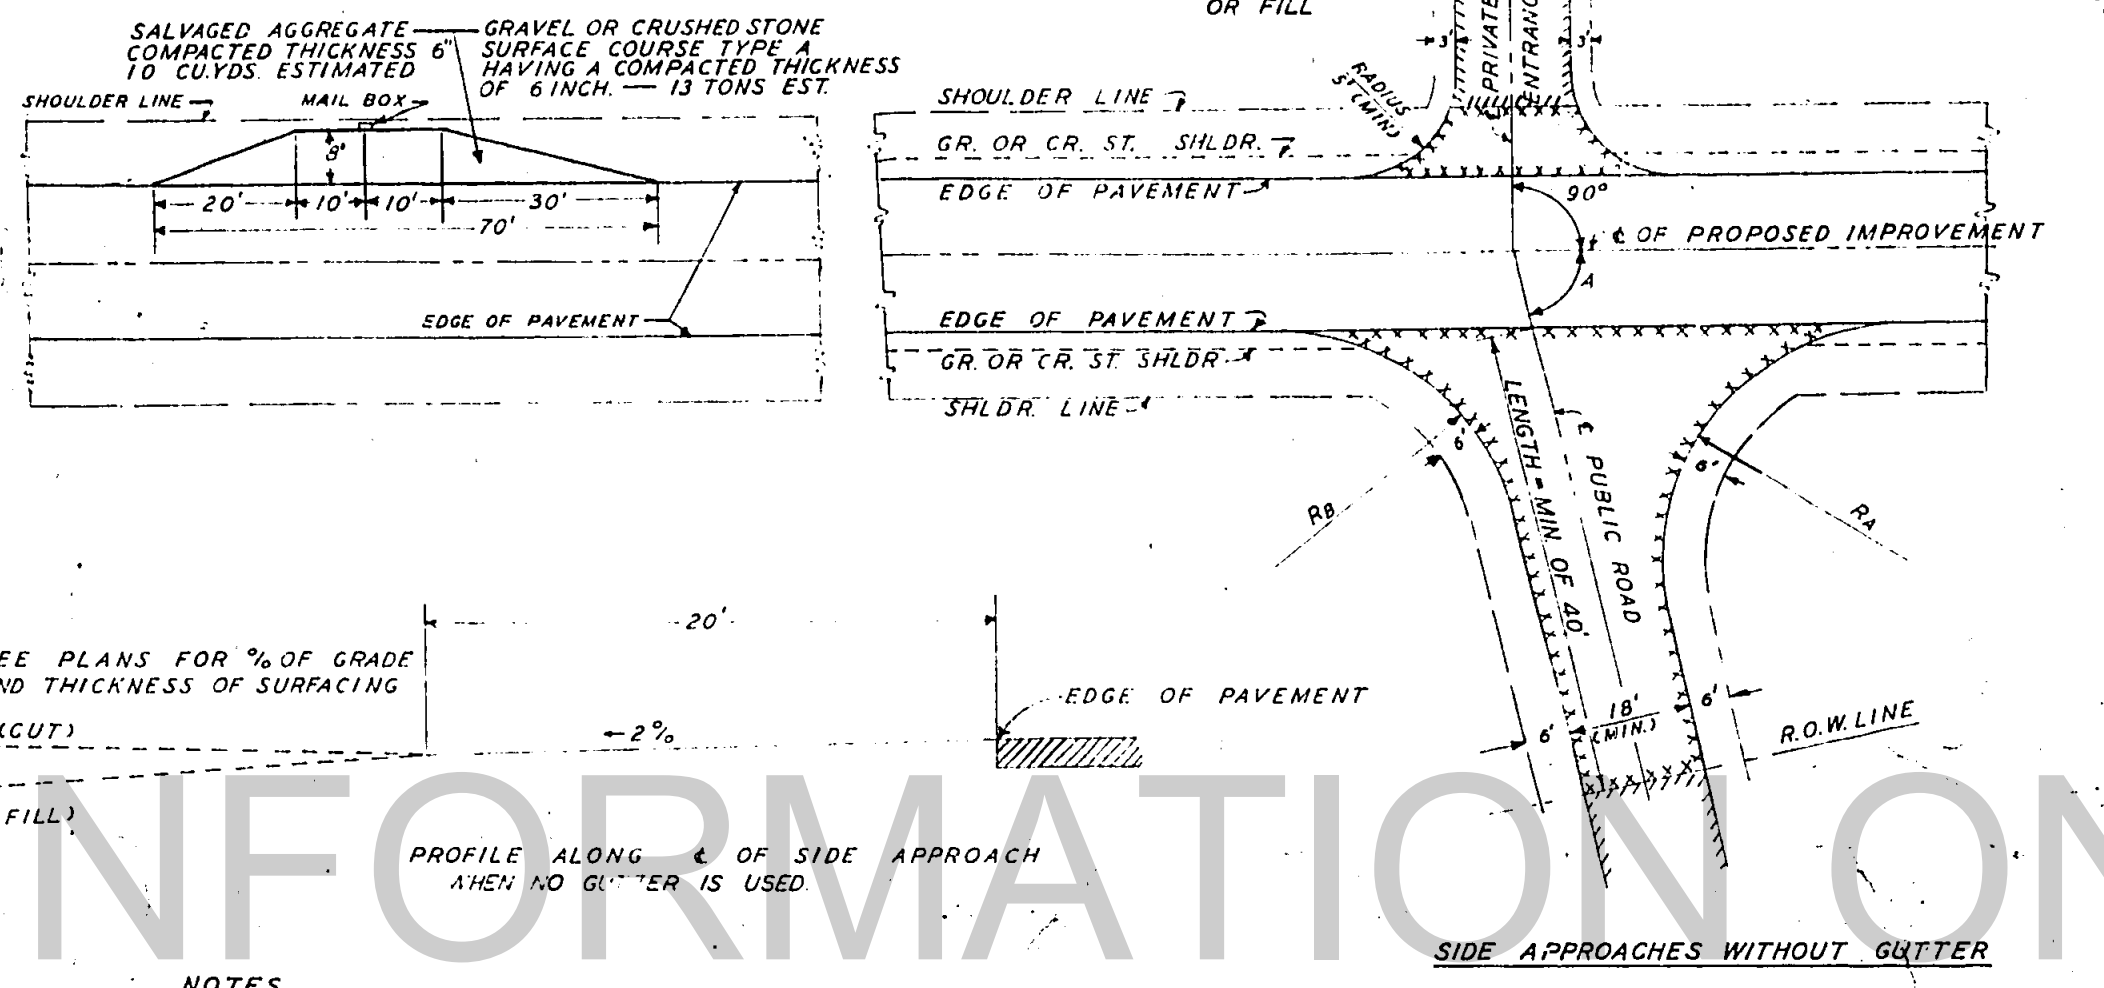 SALVAGED AGGREGATE
COMPACTED THICKNESS 6"
10 CU.YDS. ESTIMATED
GRAVEL OR CRUSHED STONE
SURFACE COURSE TYPE A
HAVING A COMPACTED THICKNESS
OF 6 INCH. — 13 TONS EST.
SHOULDER LINE
MAIL BOX
8'
20'
10'
10'
30'
70'
EDGE OF PAVEMENT
OR FILL
3'
3'
℄ PRIVATE
ENTRANC
RADIUS
5' (MIN)
SHOULDER LINE
GR. OR CR. ST. SHLDR.
EDGE OF PAVEMENT
90°
℄ OF PROPOSED IMPROVEMENT
A
EDGE OF PAVEMENT
GR. OR CR. ST. SHLDR
SHLDR. LINE
6'
6'
RB
RA
LENGTH = MIN. OF 40'
℄ PUBLIC ROAD
18'
(MIN.)
6'
6'
R.O.W. LINE
20'
EE PLANS FOR % OF GRADE
ND THICKNESS OF SURFACING
(CUT)
EDGE OF PAVEMENT
2%
FILL)
NFORMATION ON
PROFILE ALONG ℄ OF SIDE APPROACH
WHEN NO GUTTER IS USED.
SIDE APPROACHES WITHOUT GUTTER
NOTES